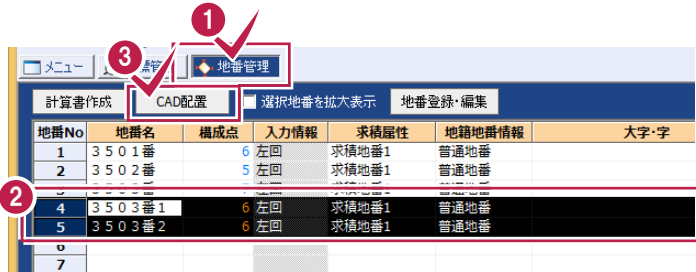 1
3
メニュー 地番管理
計算書作成 CAD配置 選択地番を拡大表示 地番登録・編集
地番No 地番名 構成点 入力情報 求積属性 地籍地番情報 大字・字
1 3501番 6 左回 求積地番1 普通地番
2 3502番 5 左回 求積地番1 普通地番
2
4 3503番1 6 左回 求積地番1 普通地番
5 3503番2 6 左回 求積地番1 普通地番
6
7